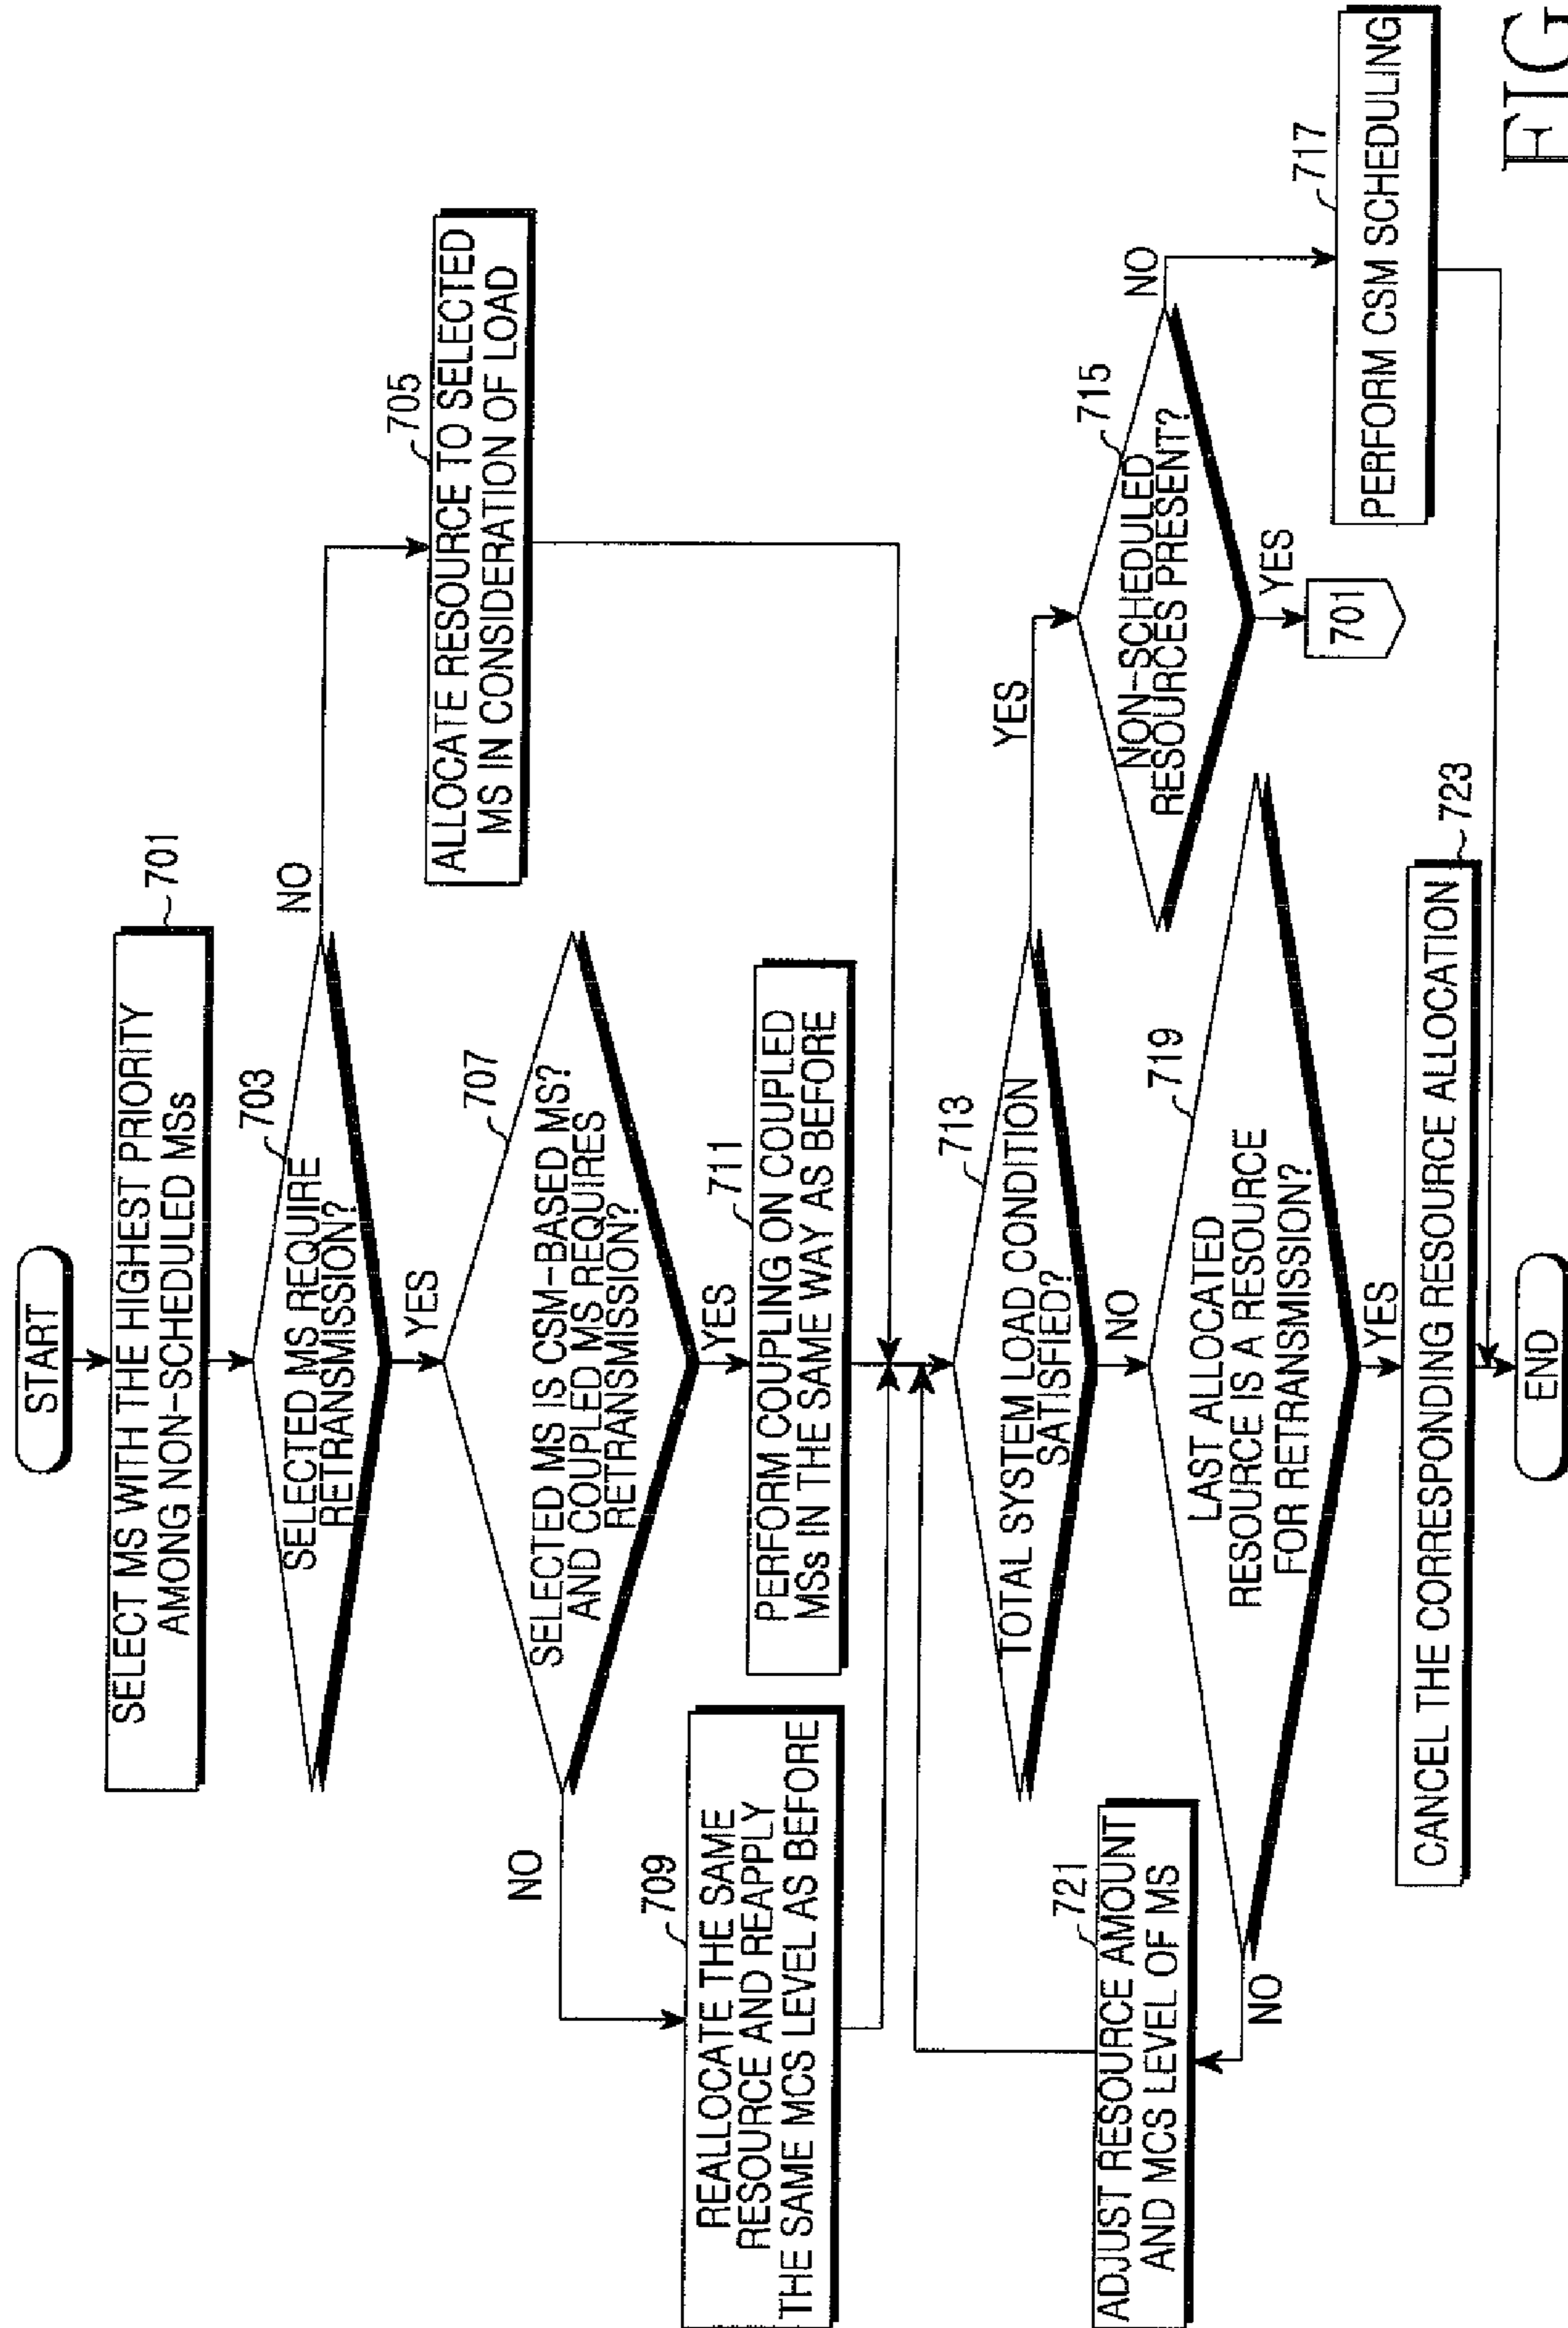 START
SELECT MS WITH THE HIGHEST PRIORITY
AMONG NON-SCHEDULED MSs
701
SELECTED MS REQUIRE
RETRANSMISSION?
703
NO
YES
ALLOCATE RESOURCE TO SELECTED
MS IN CONSIDERATION OF LOAD
705
SELECTED MS IS CSM-BASED MS?
AND COUPLED MS REQUIRES
RETRANSMISSION?
707
NO
YES
REALLOCATE THE SAME
RESOURCE AND REAPPLY
THE SAME MCS LEVEL AS BEFORE
709
PERFORM COUPLING ON COUPLED
MSs IN THE SAME WAY AS BEFORE
711
TOTAL SYSTEM LOAD CONDITION
SATISFIED?
713
YES
NO
NON-SCHEDULED
RESOURCES PRESENT?
715
NO
YES
701
PERFORM CSM SCHEDULING
717
LAST ALLOCATED
RESOURCE IS A RESOURCE
FOR RETRANSMISSION?
719
NO
YES
ADJUST RESOURCE AMOUNT
AND MCS LEVEL OF MS
721
CANCEL THE CORRESPONDING RESOURCE ALLOCATION
723
END
FIG